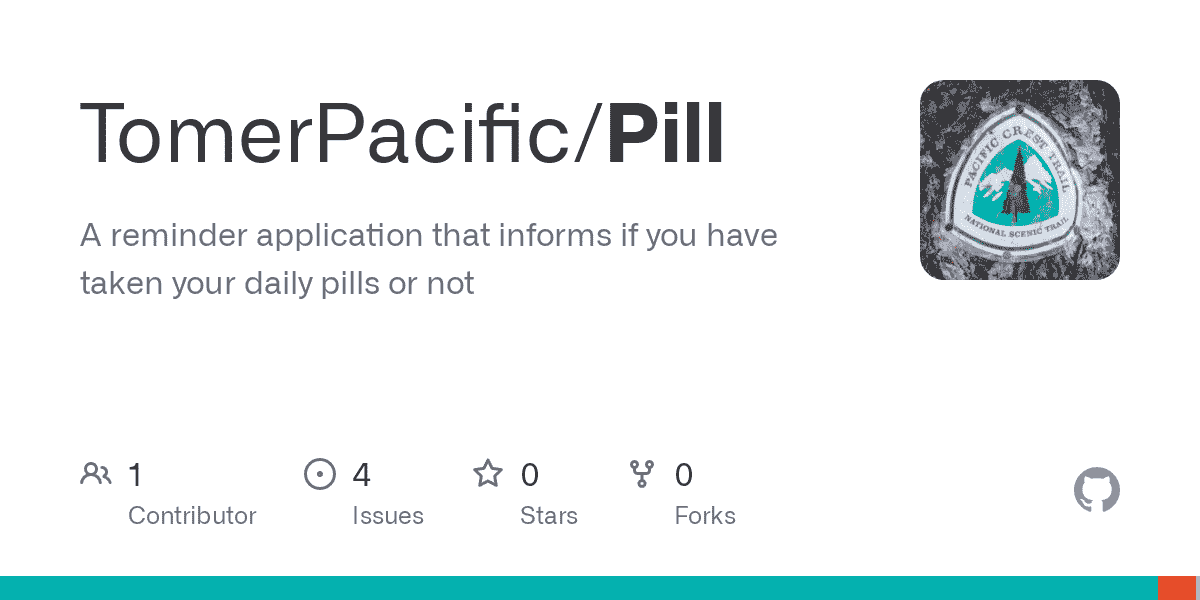 TomerPacific/Pill
A reminder application that informs if you have
taken your daily pills or not
PACIFIC CREST TRAIL
NATIONAL SCENIC TRAIL
1
Contributor
4
Issues
0
Stars
0
Forks